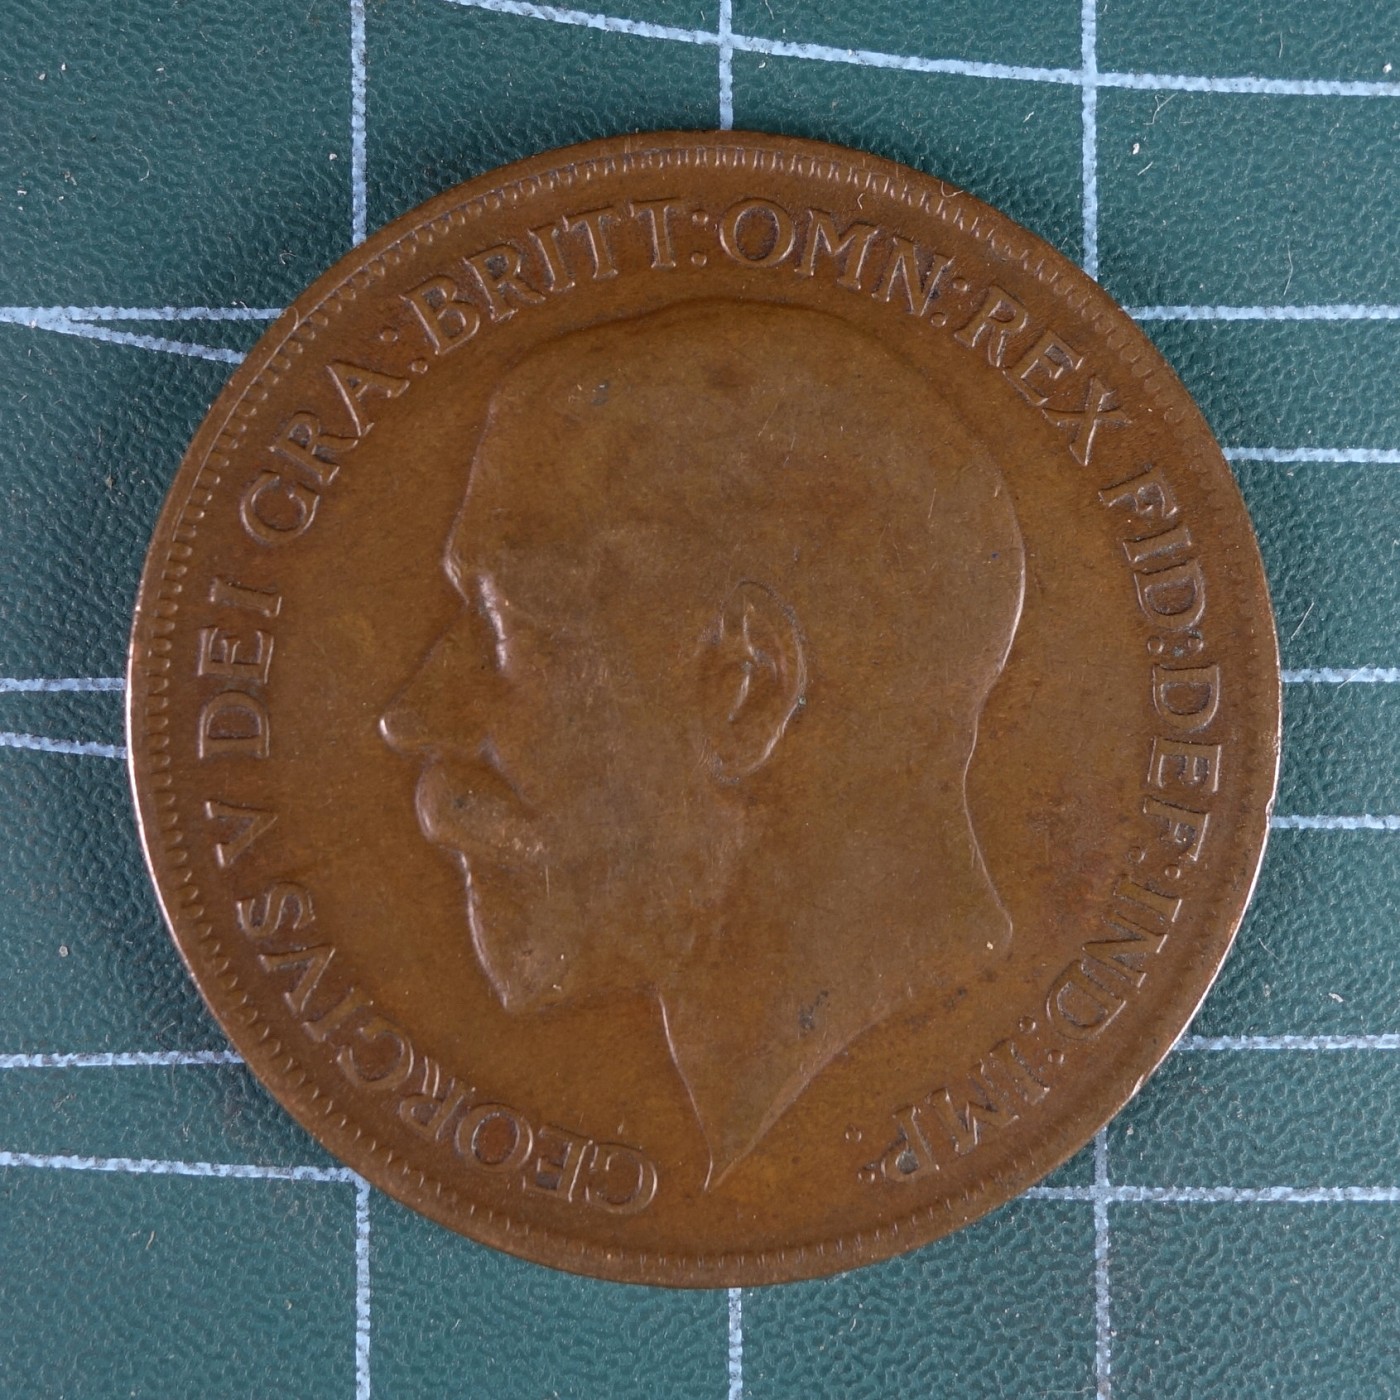 GEORGIVS V DEI GRA: BRITT: OMN: REX FID: DEF: IND: IMP: